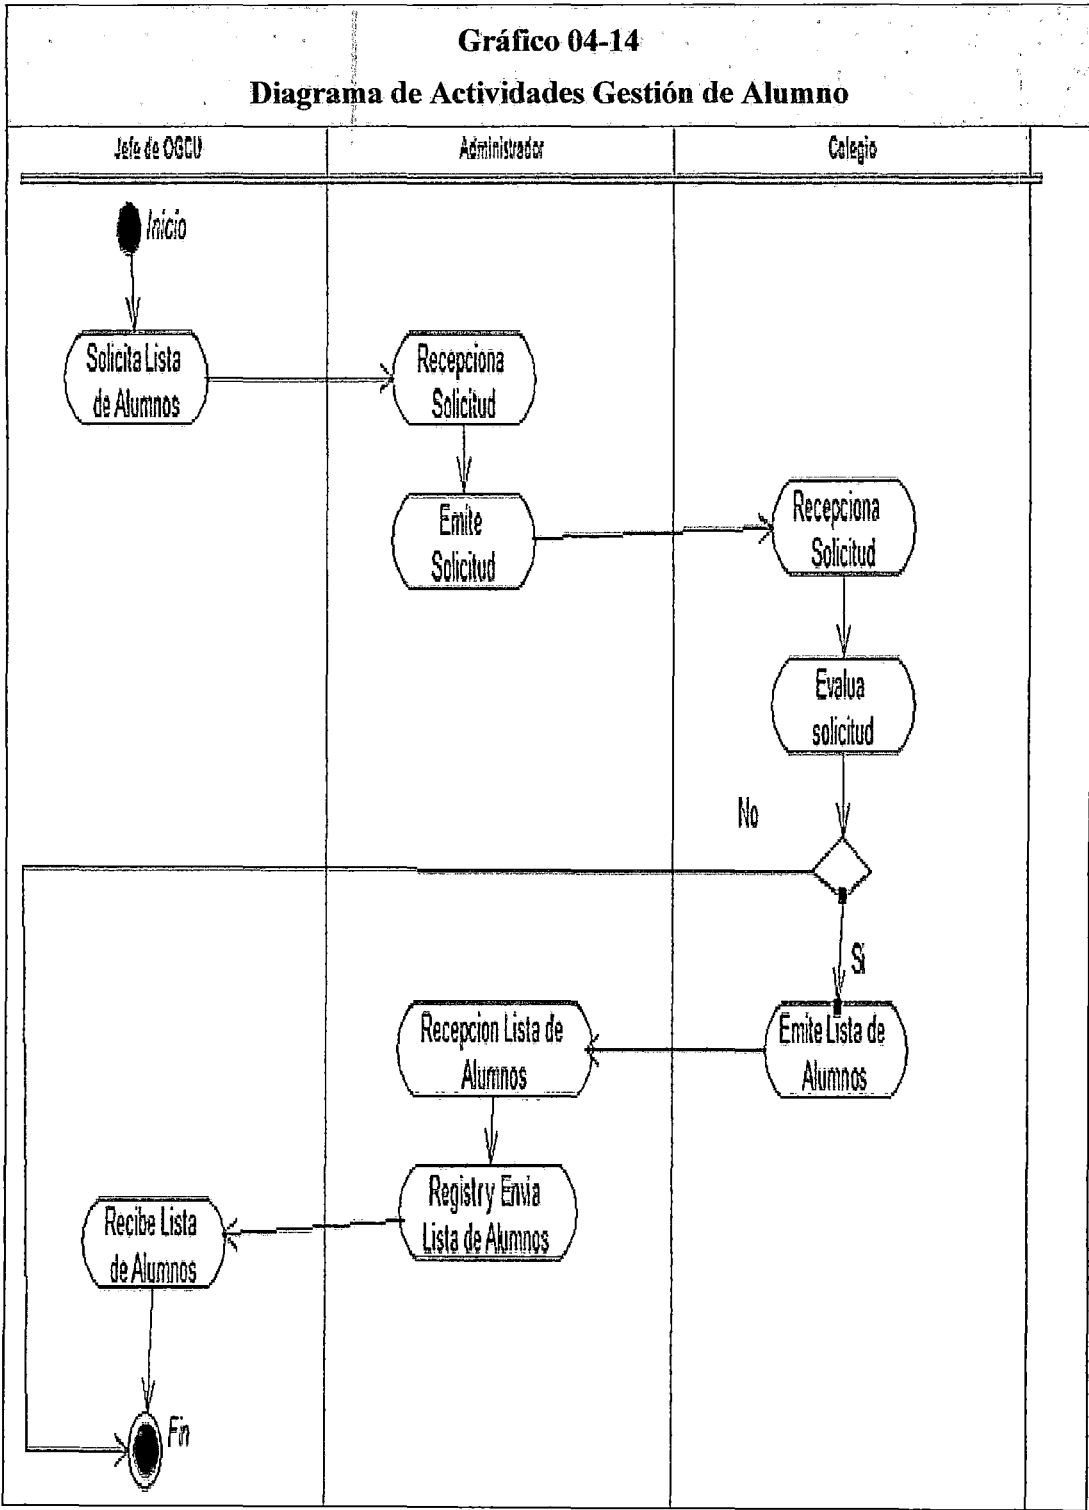 Gráfico 04-14
Diagrama de Actividades Gestión de Alumno
Jefe de OGCU
Administrador
Colegio
Inicio
Solicita Lista
de Alumnos
Recepciona
Solicitud
Emite
Solicitud
Recepciona
Solicitud
Evalua
solicitud
No
Si
Emite Lista de
Alumnos
Recepcion Lista de
Alumnos
Registr y Envia
Lista de Alumnos
Recibe Lista
de Alumnos
Fin